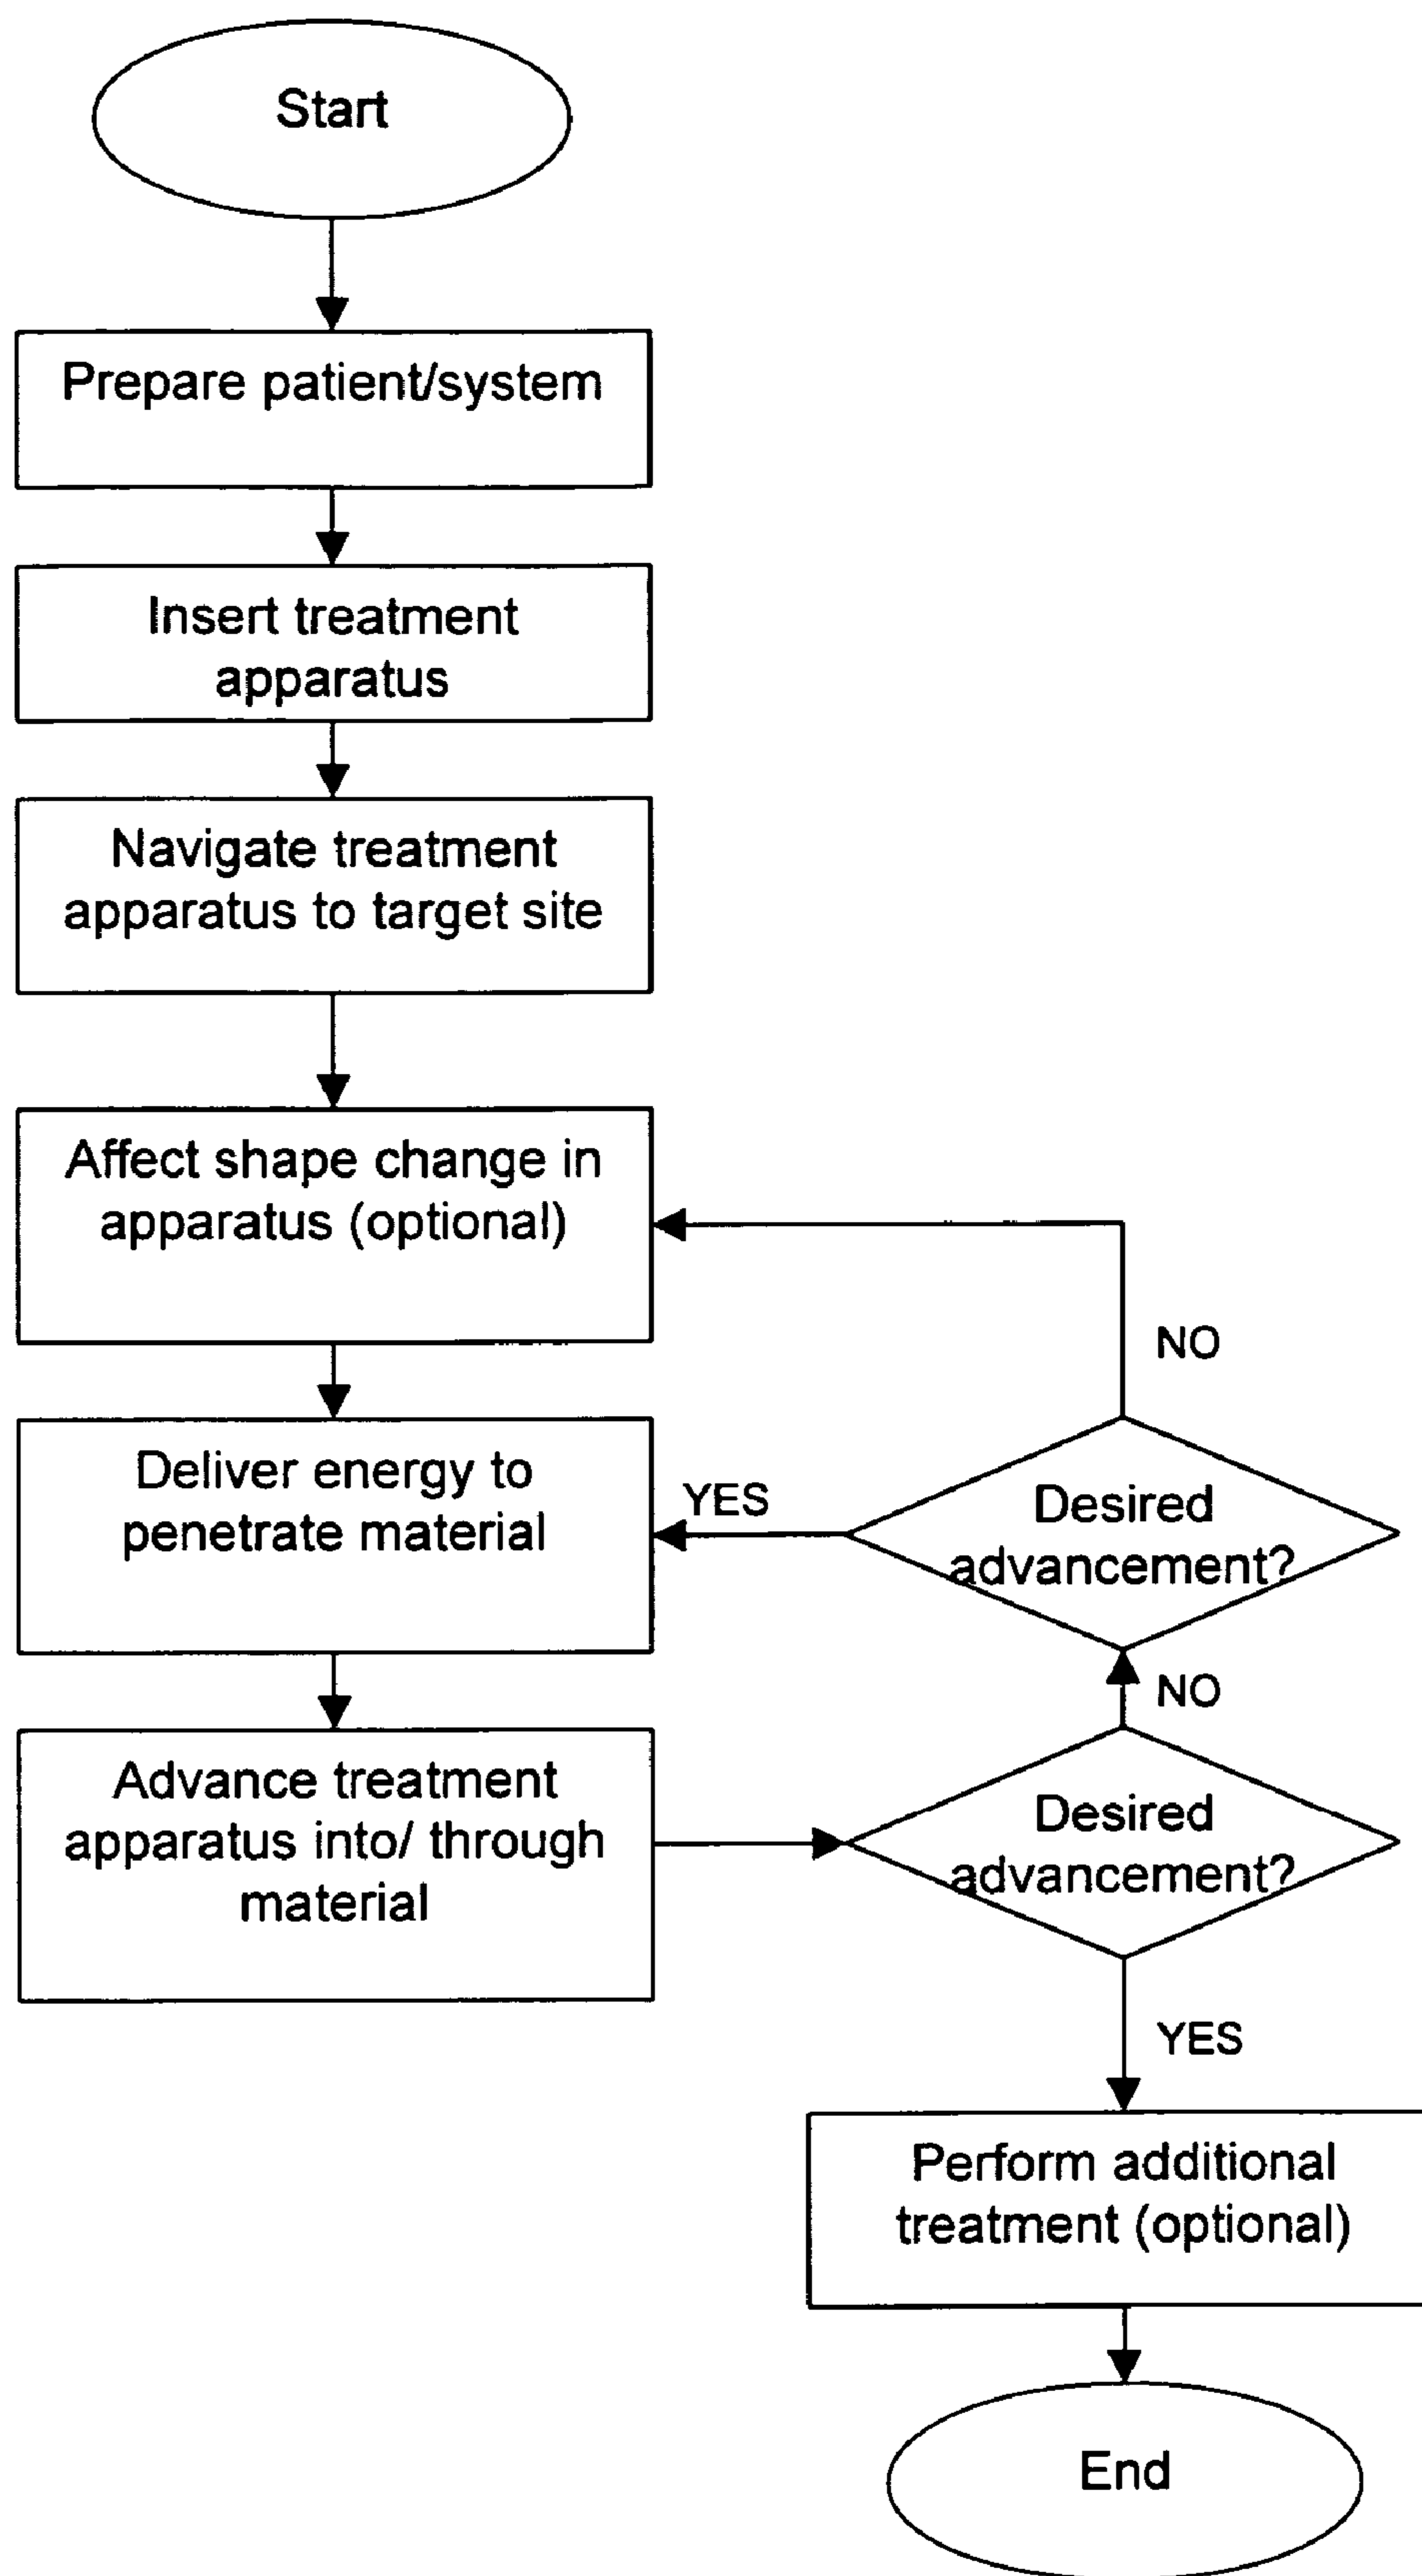 Start
Prepare patient/system
Insert treatment
apparatus
Navigate treatment
apparatus to target site
Affect shape change in
apparatus (optional)
NO
Deliver energy to
penetrate material
YES
Desired
advancement?
NO
Advance treatment
apparatus into/ through
material
Desired
advancement?
YES
Perform additional
treatment (optional)
End